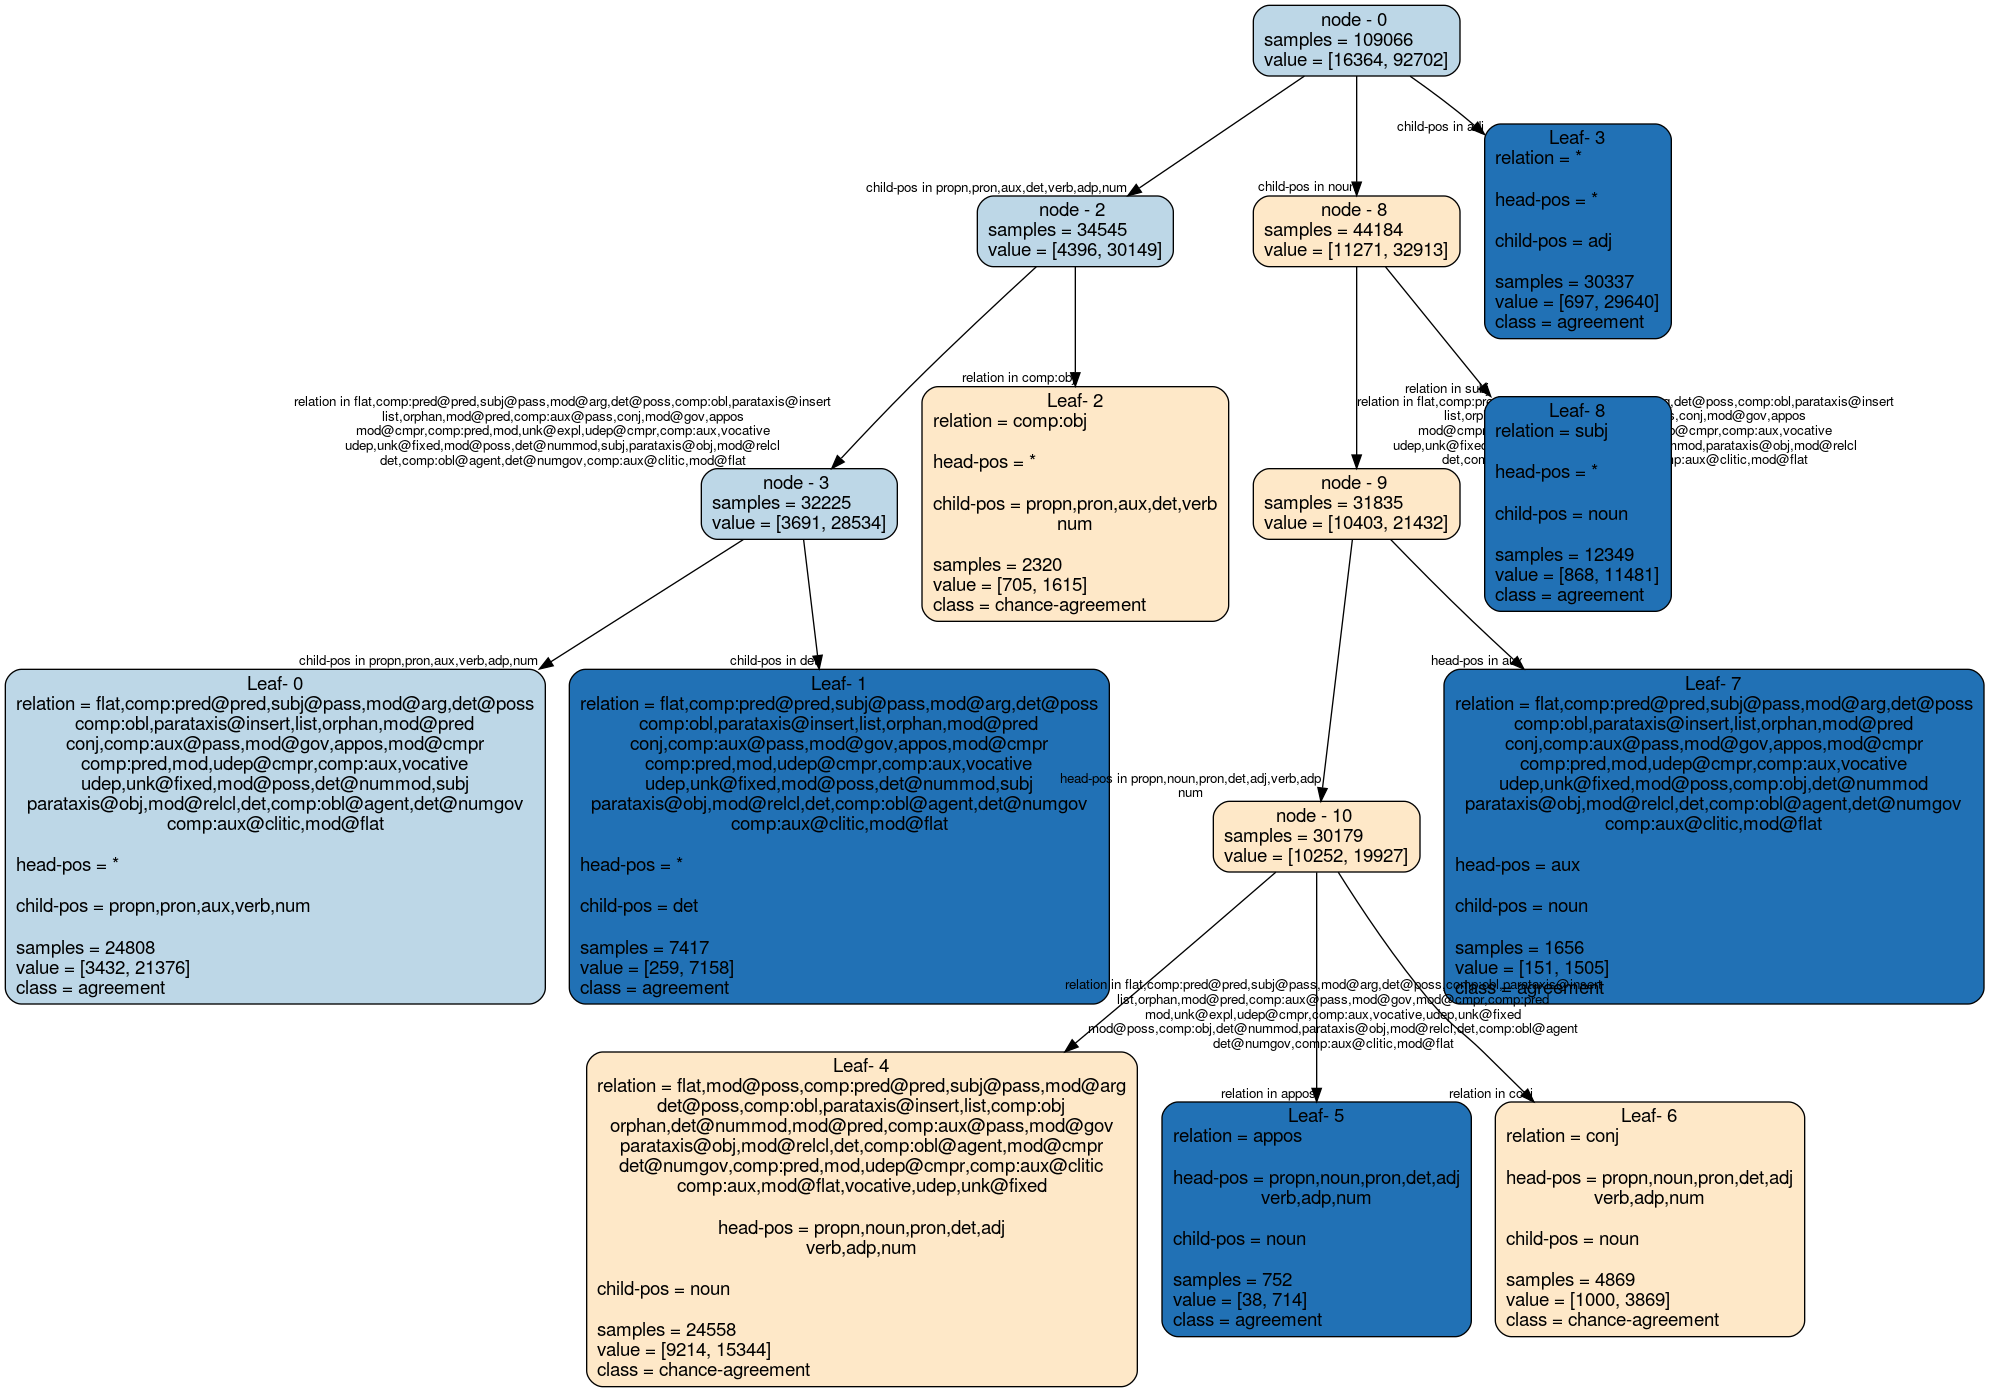 node - 0
samples = 109066
value = [16364, 92702]
child-pos in adj
Leaf- 3
relation = *
head-pos = *
child-pos = adj
samples = 30337
value = [697, 29640]
class = agreement
child-pos in propn,pron,aux,det,verb,adp,num
node - 2
samples = 34545
value = [4396, 30149]
child-pos in noun
node - 8
samples = 44184
value = [11271, 32913]
relation in flat,comp:pred@pred,subj@pass,mod@arg,det@poss,comp:obl,parataxis@insert
list,orphan,mod@pred,comp:aux@pass,conj,mod@gov,appos
mod@cmpr,comp:pred,mod,unk@expl,udep@cmpr,comp:aux,vocative
udep,unk@fixed,mod@poss,det@nummod,subj,parataxis@obj,mod@relcl
det,comp:obl@agent,det@numgov,comp:aux@clitic,mod@flat
node - 3
samples = 32225
value = [3691, 28534]
relation in comp:obj
Leaf- 2
relation = comp:obj
head-pos = *
child-pos = propn,pron,aux,det,verb
num
samples = 2320
value = [705, 1615]
class = chance-agreement
relation in flat,comp:pre rg,det@poss,comp:obl,parataxis@insert
list,orp s,conj,mod@gov,appos
mod@cm p@cmpr,comp:aux,vocative
udep,unk@fixe nummod,parataxis@obj,mod@relcl
det,co mp:aux@clitic,mod@flat
node - 9
samples = 31835
value = [10403, 21432]
relation in subj
Leaf- 8
relation = subj
head-pos = *
child-pos = noun
samples = 12349
value = [868, 11481]
class = agreement
child-pos in propn,pron,aux,verb,adp,num
Leaf- 0
relation = flat,comp:pred@pred,subj@pass,mod@arg,det@poss
comp:obl,parataxis@insert,list,orphan,mod@pred
conj,comp:aux@pass,mod@gov,appos,mod@cmpr
comp:pred,mod,udep@cmpr,comp:aux,vocative
udep,unk@fixed,mod@poss,det@nummod,subj
parataxis@obj,mod@relcl,det,comp:obl@agent,det@numgov
comp:aux@clitic,mod@flat
head-pos = *
child-pos = propn,pron,aux,verb,num
samples = 24808
value = [3432, 21376]
class = agreement
child-pos in det
Leaf- 1
relation = flat,comp:pred@pred,subj@pass,mod@arg,det@poss
comp:obl,parataxis@insert,list,orphan,mod@pred
conj,comp:aux@pass,mod@gov,appos,mod@cmpr
comp:pred,mod,udep@cmpr,comp:aux,vocative
udep,unk@fixed,mod@poss,det@nummod,subj
parataxis@obj,mod@relcl,det,comp:obl@agent,det@numgov
comp:aux@clitic,mod@flat
head-pos = *
child-pos = det
samples = 7417
value = [259, 7158]
class = agreement
head-pos in propn,noun,pron,det,adj,verb,adp
num
node - 10
samples = 30179
value = [10252, 19927]
head-pos in aux
Leaf- 7
relation = flat,comp:pred@pred,subj@pass,mod@arg,det@poss
comp:obl,parataxis@insert,list,orphan,mod@pred
conj,comp:aux@pass,mod@gov,appos,mod@cmpr
comp:pred,mod,udep@cmpr,comp:aux,vocative
udep,unk@fixed,mod@poss,comp:obj,det@nummod
parataxis@obj,mod@relcl,det,comp:obl@agent,det@numgov
comp:aux@clitic,mod@flat
head-pos = aux
child-pos = noun
samples = 1656
value = [151, 1505]
class = agreement
relation in flat,comp:pred@pred,subj@pass,mod@arg,det@poss,comp:obl,parataxis@insert
list,orphan,mod@pred,comp:aux@pass,mod@gov,mod@cmpr,comp:pred
mod,unk@expl,udep@cmpr,comp:aux,vocative,udep,unk@fixed
mod@poss,comp:obj,det@nummod,parataxis@obj,mod@relcl,det,comp:obl@agent
det@numgov,comp:aux@clitic,mod@flat
Leaf- 4
relation = flat,mod@poss,comp:pred@pred,subj@pass,mod@arg
det@poss,comp:obl,parataxis@insert,list,comp:obj
orphan,det@nummod,mod@pred,comp:aux@pass,mod@gov
parataxis@obj,mod@relcl,det,comp:obl@agent,mod@cmpr
det@numgov,comp:pred,mod,udep@cmpr,comp:aux@clitic
comp:aux,mod@flat,vocative,udep,unk@fixed
head-pos = propn,noun,pron,det,adj
verb,adp,num
child-pos = noun
samples = 24558
value = [9214, 15344]
class = chance-agreement
relation in appos
Leaf- 5
relation = appos
head-pos = propn,noun,pron,det,adj
verb,adp,num
child-pos = noun
samples = 752
value = [38, 714]
class = agreement
relation in conj
Leaf- 6
relation = conj
head-pos = propn,noun,pron,det,adj
verb,adp,num
child-pos = noun
samples = 4869
value = [1000, 3869]
class = chance-agreement